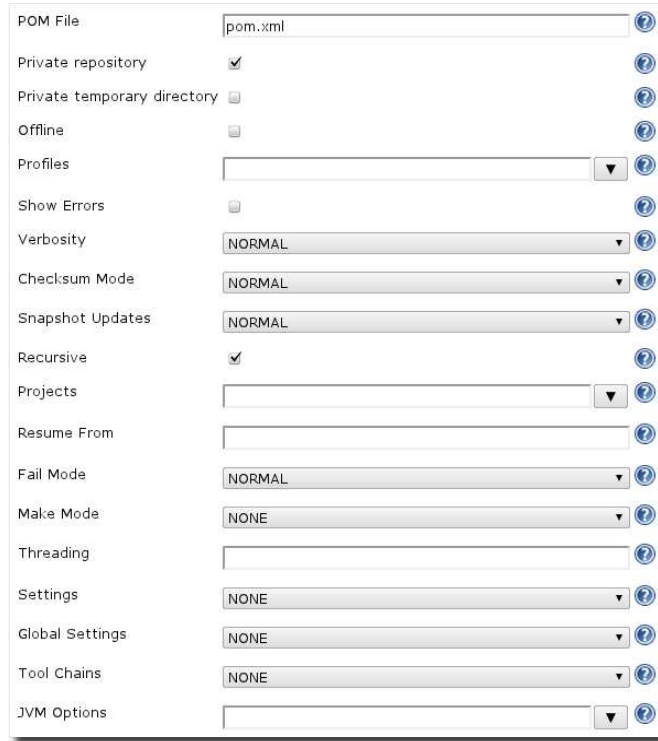 POM File
pom.xml
Private repository
Private temporary directory
Offline
Profiles
▼
Show Errors
Verbosity
NORMAL
Checksum Mode
NORMAL
Snapshot Updates
NORMAL
Recursive
Projects
▼
Resume From
Fail Mode
NORMAL
Make Mode
NONE
Threading
Settings
NONE
Global Settings
NONE
Tool Chains
NONE
JVM Options
▼